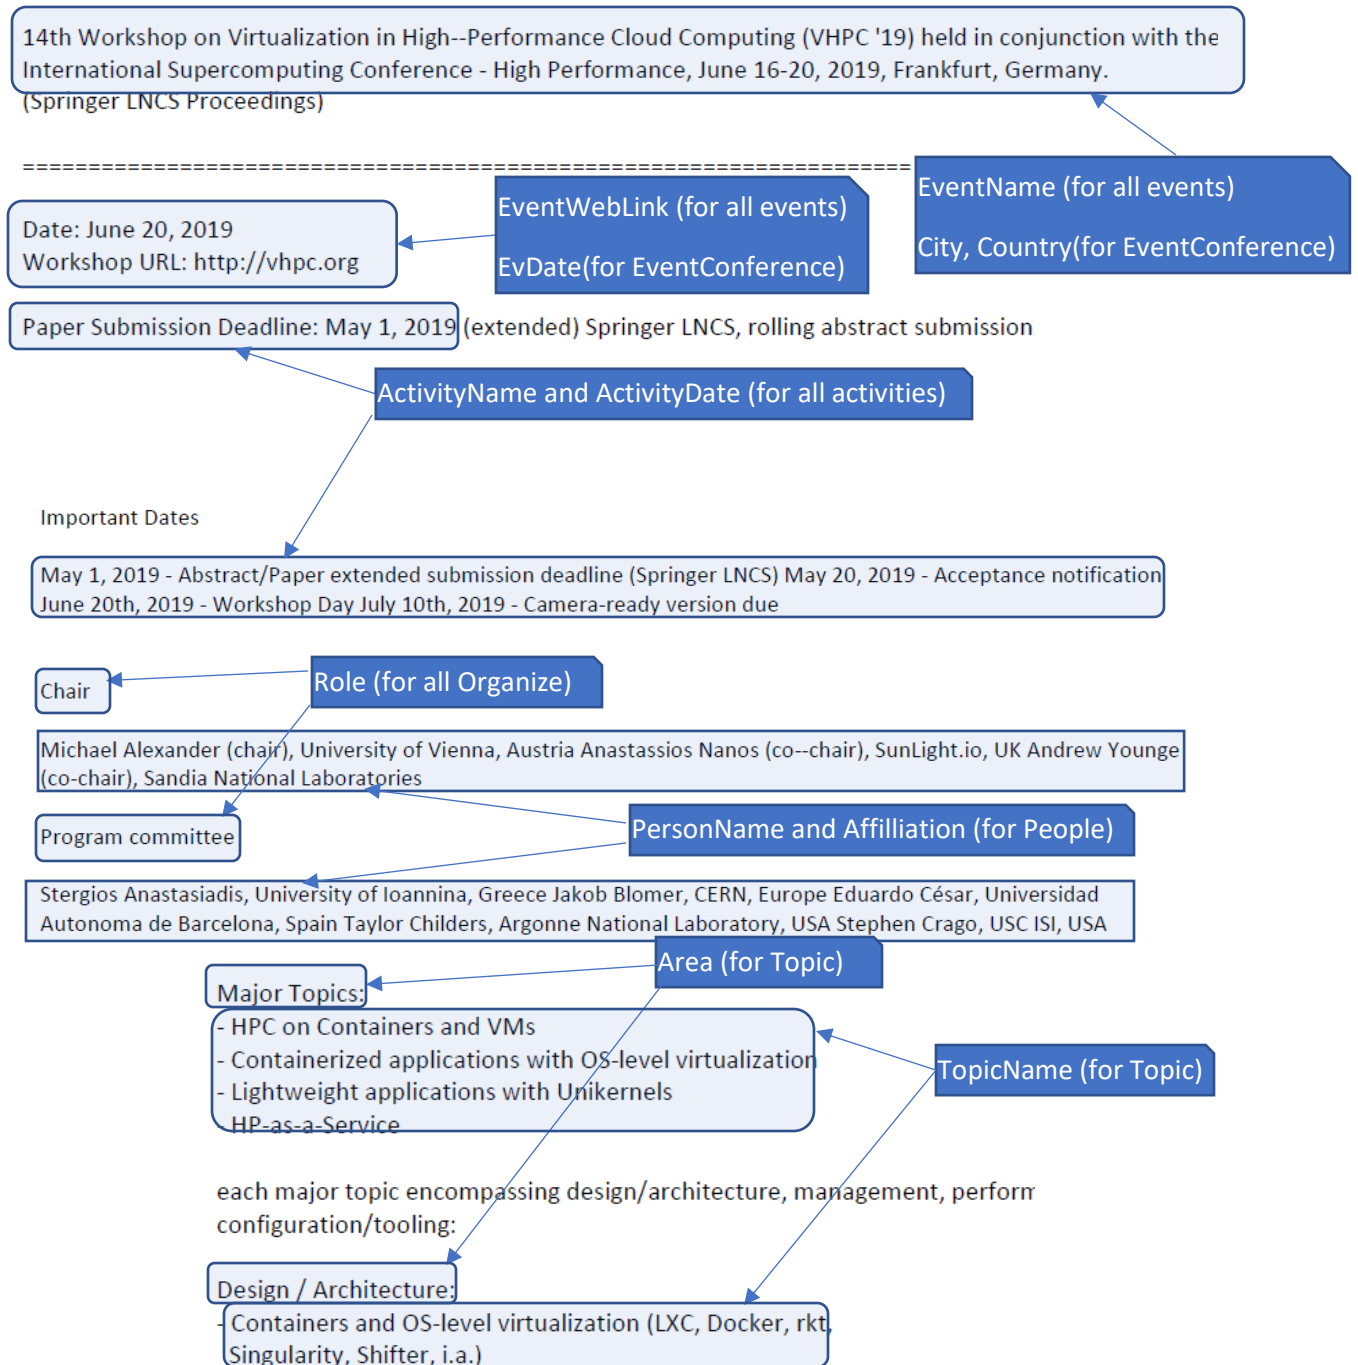 14th Workshop on Virtualization in High--Performance Cloud Computing (VHPC '19) held in conjunction with the
International Supercomputing Conference - High Performance, June 16-20, 2019, Frankfurt, Germany.
(Springer LNCS Proceedings)
====================================================================
EventName (for all events)
City, Country(for EventConference)
EventWebLink (for all events)
EvDate(for EventConference)
Date: June 20, 2019
Workshop URL: http://vhpc.org
Paper Submission Deadline: May 1, 2019 (extended) Springer LNCS, rolling abstract submission
ActivityName and ActivityDate (for all activities)
Important Dates
May 1, 2019 - Abstract/Paper extended submission deadline (Springer LNCS) May 20, 2019 - Acceptance notification
June 20th, 2019 - Workshop Day July 10th, 2019 - Camera-ready version due
Chair
Role (for all Organize)
Michael Alexander (chair), University of Vienna, Austria Anastassios Nanos (co--chair), SunLight.io, UK Andrew Younge
(co-chair), Sandia National Laboratories
Program committee
PersonName and Affilliation (for People)
Stergios Anastasiadis, University of Ioannina, Greece Jakob Blomer, CERN, Europe Eduardo César, Universidad
Autonoma de Barcelona, Spain Taylor Childers, Argonne National Laboratory, USA Stephen Crago, USC ISI, USA
Area (for Topic)
Major Topics:
- HPC on Containers and VMs
- Containerized applications with OS-level virtualization
- Lightweight applications with Unikernels
- HP-as-a-Service
TopicName (for Topic)
each major topic encompassing design/architecture, management, perform
configuration/tooling:
Design / Architecture:
- Containers and OS-level virtualization (LXC, Docker, rkt,
Singularity, Shifter, i.a.)